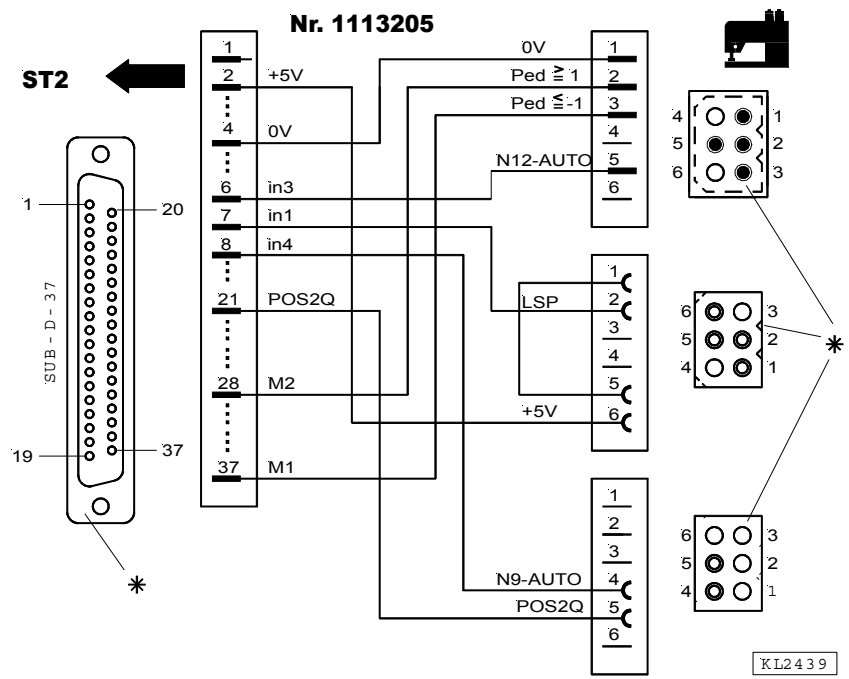 Nr. 1113205
ST2
1
2 +5V
4 0V
6 in3
7 in1
8 in4
21 POS2Q
28 M2
37 M1
1
20
SUB-D-37
19
37
0V 1
Ped ≧ 1 2
Ped ≦ -1 3
4
N12-AUTO 5
6
1
LSP 2
3
4
5
+5V 6
1
2
3
N9-AUTO 4
POS2Q 5
6
4 1
5 2
6 3
6 3
5 2
4 1
6 3
5 2
4 1
KL2439